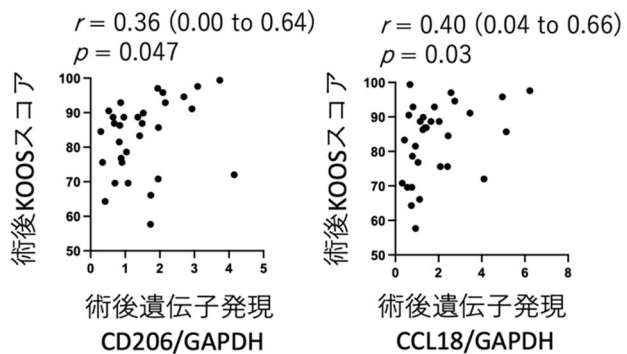 r = 0.36 (0.00 to 0.64)
p = 0.047
術後KOOSスコア
100
90
80
70
60
50
0 1 2 3 4 5
術後遺伝子発現
CD206/GAPDH
r = 0.40 (0.04 to 0.66)
p = 0.03
術後KOOSスコア
100
90
80
70
60
50
0 2 4 6 8
術後遺伝子発現
CCL18/GAPDH